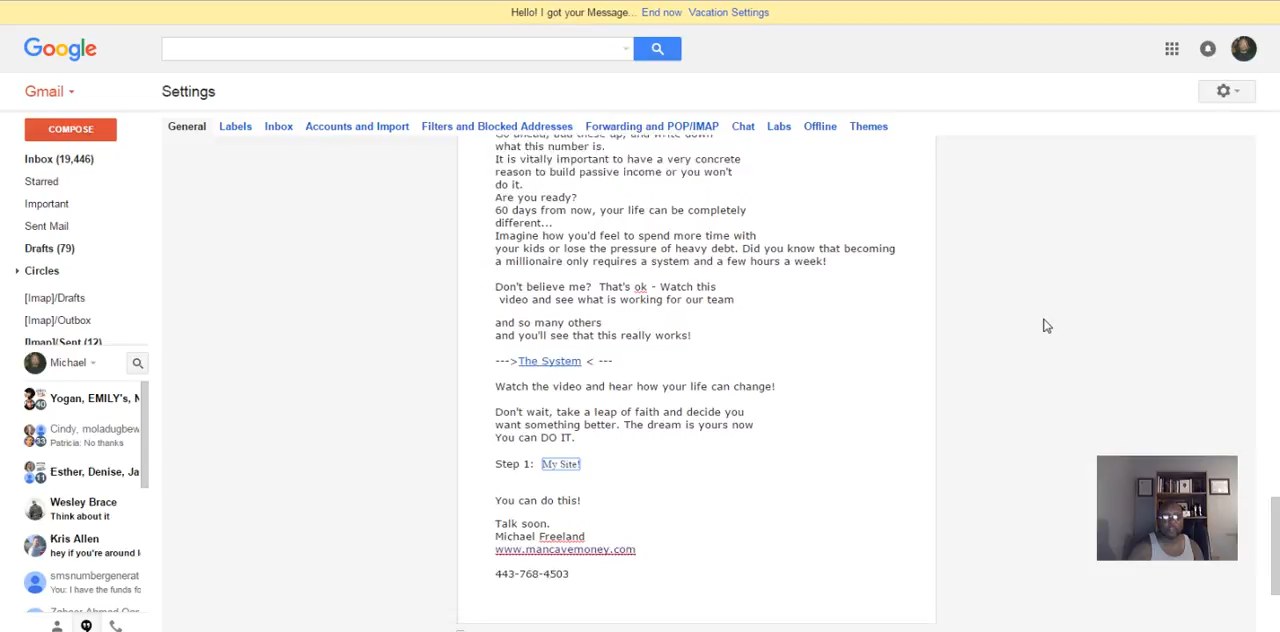 Hello! I got your Message... End now Vacation Settings
Google
Gmail
Settings
COMPOSE
General Labels Inbox Accounts and Import Filters and Blocked Addresses Forwarding and POP/IMAP Chat Labs Offline Themes
Inbox (19,446)
Starred
Important
Sent Mail
Drafts (79)
Circles
[Imap]/Drafts
[Imap]/Outbox
[Imap]/Sent (12)
Michael
Yogan, EMILY's, N
Cindy, moladugbew
Patricia: No thanks
Esther, Denise, Ja
Wesley Brace
Think about it
Kris Allen
hey if you're around l
smsnumbergenerat
You: I have the funds fo
what this number is.
It is vitally important to have a very concrete
reason to build passive income or you won't
do it.
Are you ready?
60 days from now, your life can be completely
different...
Imagine how you'd feel to spend more time with
your kids or lose the pressure of heavy debt. Did you know that becoming
a millionaire only requires a system and a few hours a week!
Don't believe me? That's ok - Watch this
video and see what is working for our team
and so many others
and you'll see that this really works!
--->The System < ---
Watch the video and hear how your life can change!
Don't wait, take a leap of faith and decide you
want something better. The dream is yours now
You can DO IT.
Step 1: My Site!
You can do this!
Talk soon.
Michael Freeland
www.mancavemoney.com
443-768-4503